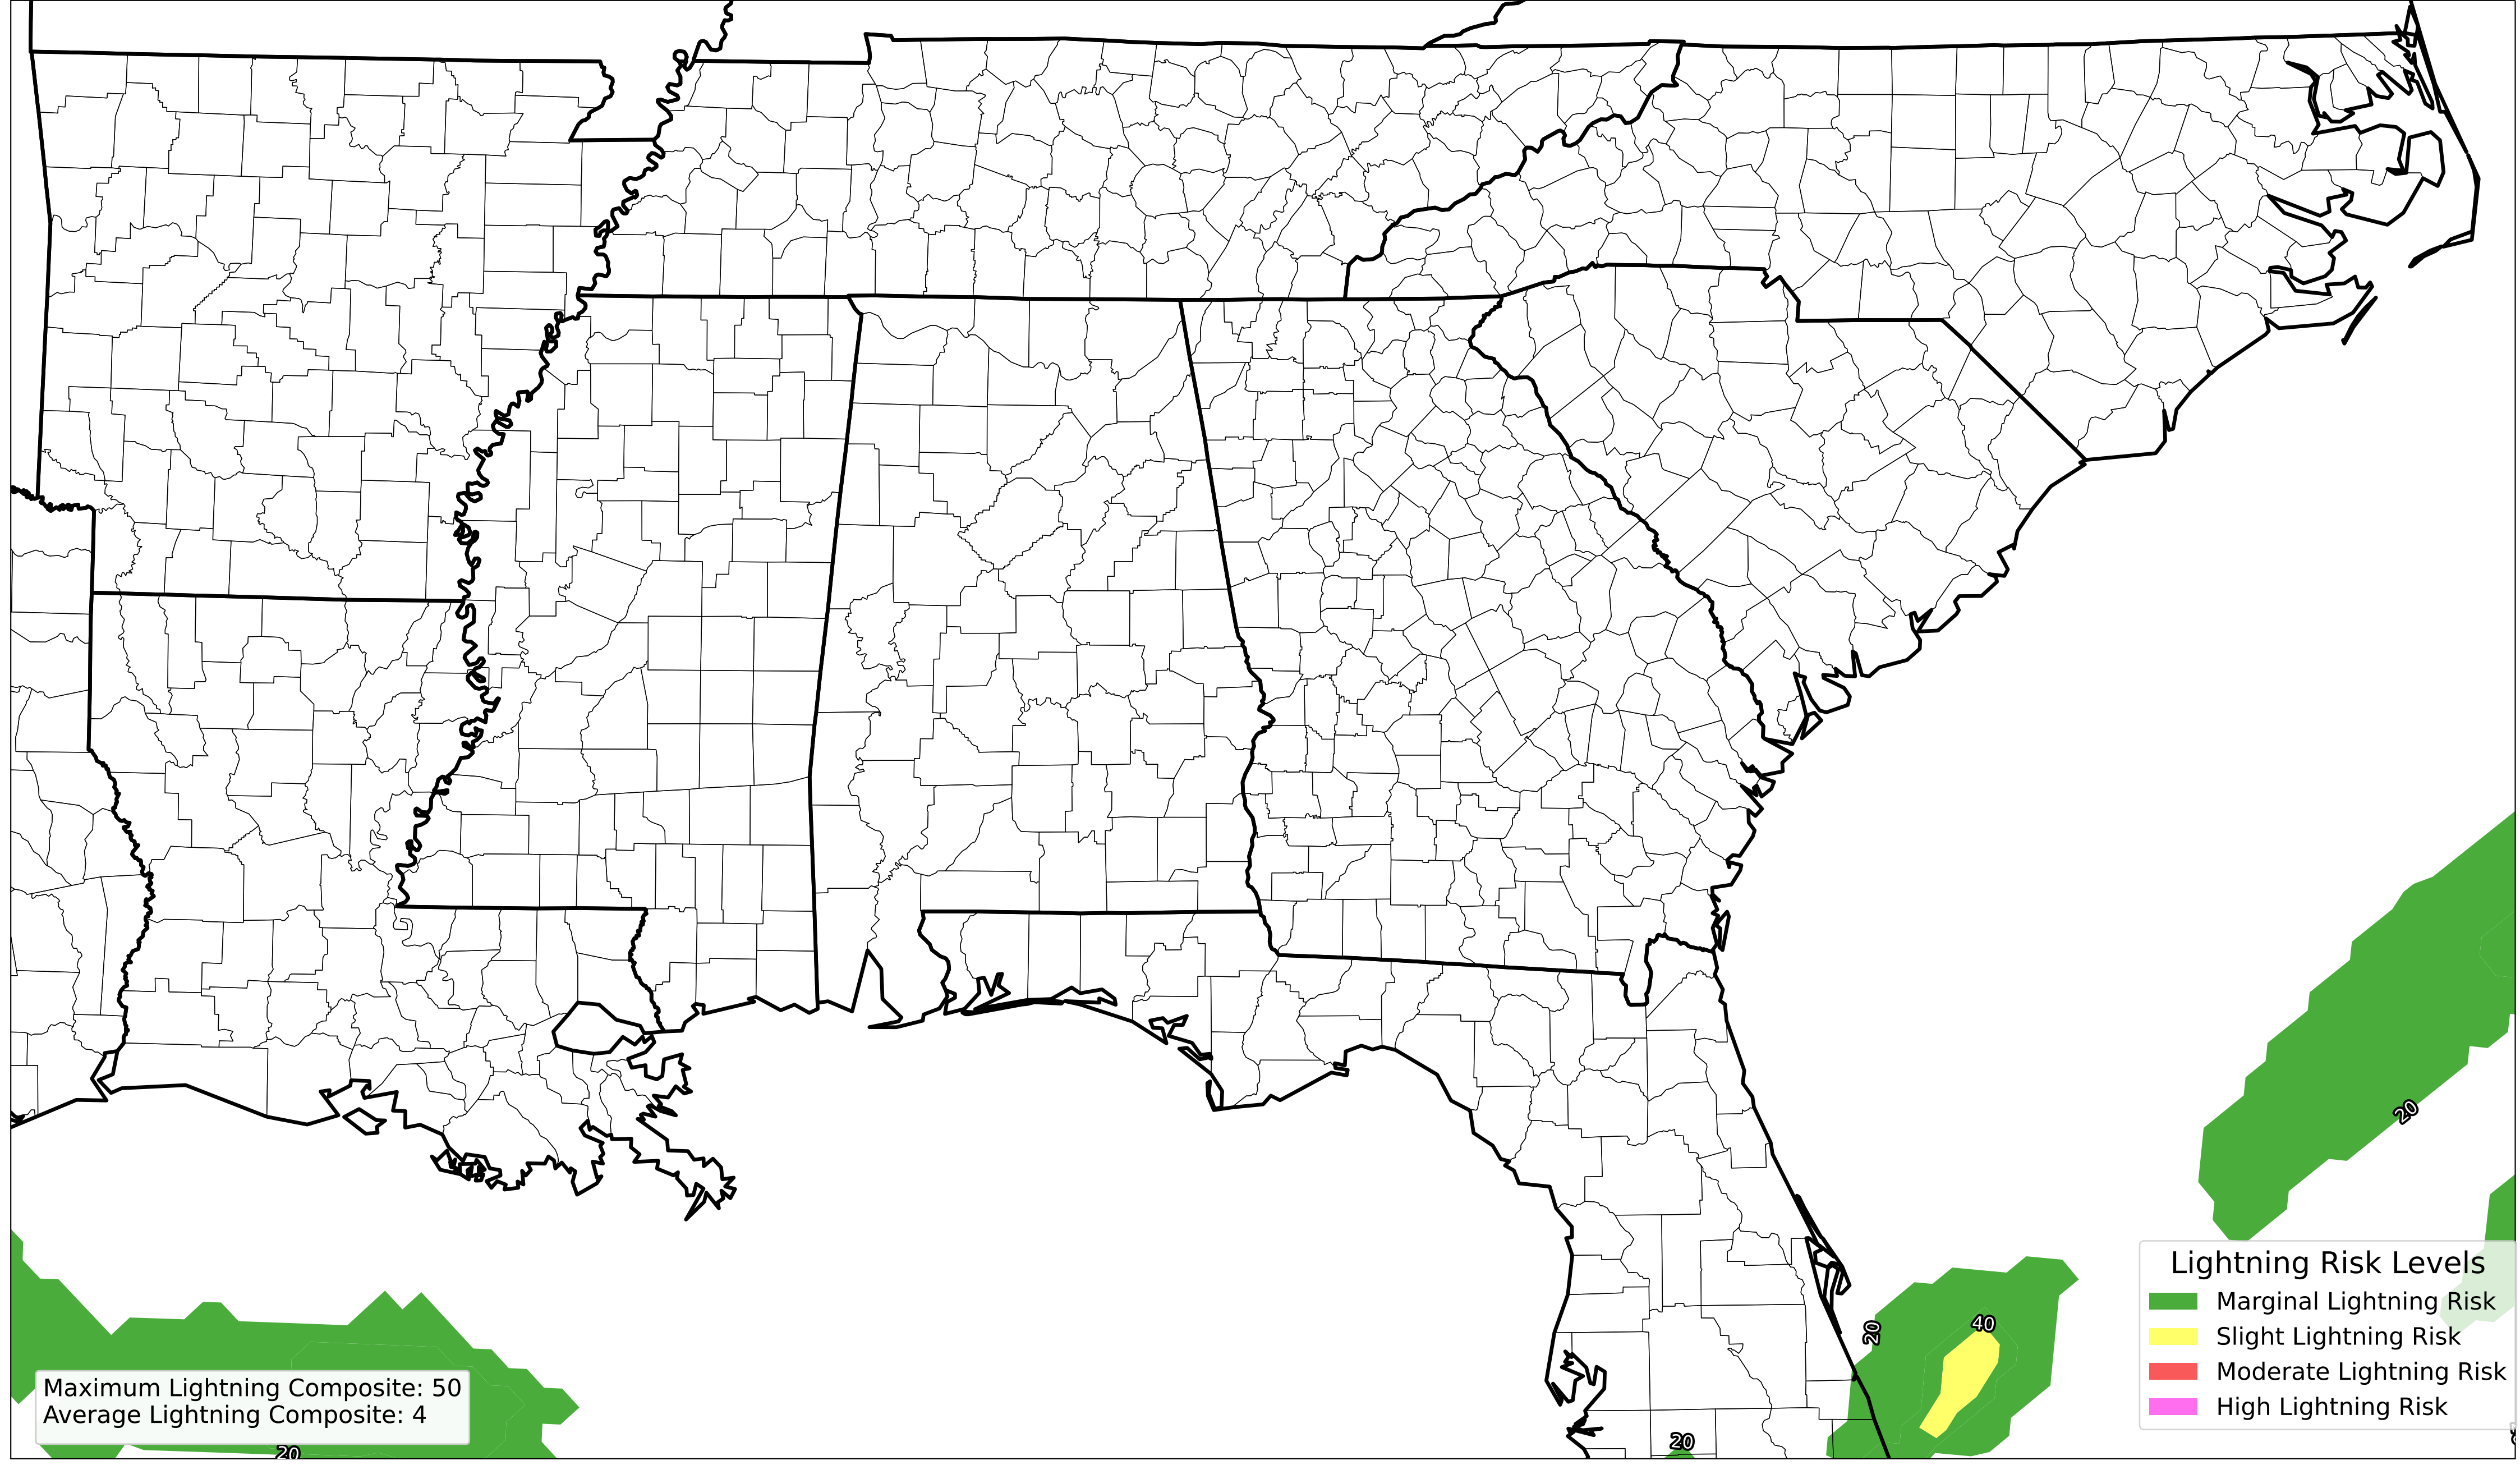 20
Lightning Risk Levels
Marginal Lightning Risk
20
40
Slight Lightning Risk
Moderate Lightning Risk
Maximum Lightning Composite: 50
High Lightning Risk
Average Lightning Composite: 4
20
20